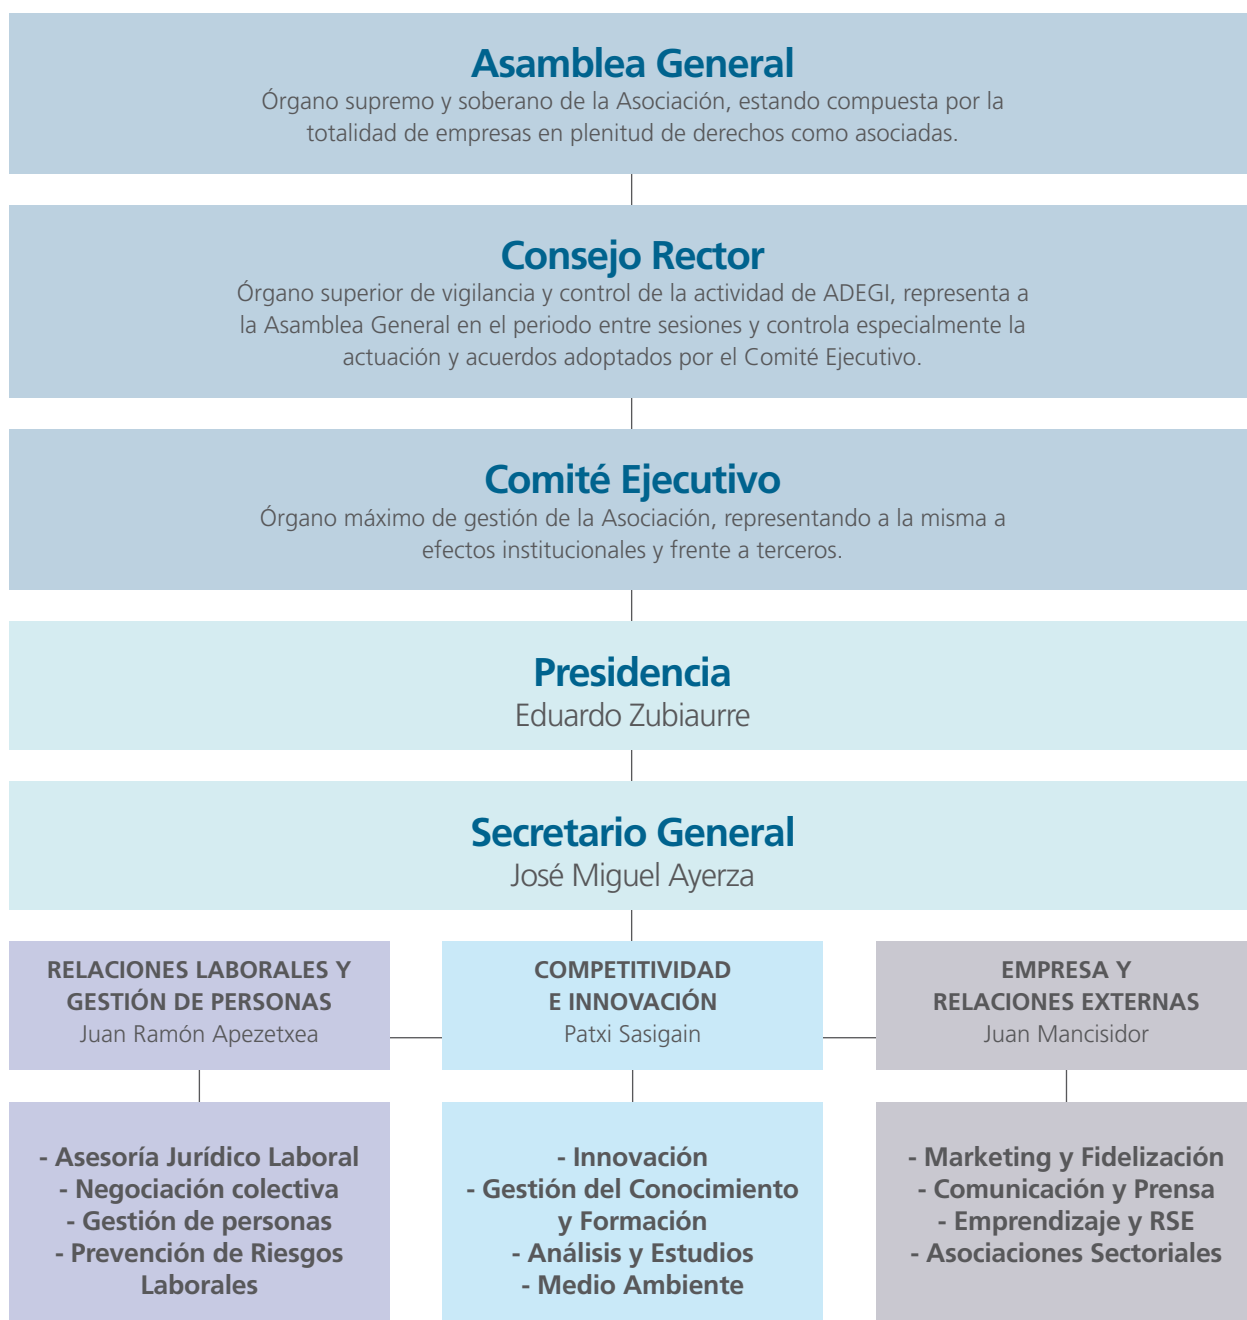 Asamblea General
Órgano supremo y soberano de la Asociación, estando compuesta por la
totalidad de empresas en plenitud de derechos como asociadas.
Consejo Rector
Órgano superior de vigilancia y control de la actividad de ADEGI, representa a
la Asamblea General en el periodo entre sesiones y controla especialmente la
actuación y acuerdos adoptados por el Comité Ejecutivo.
Comité Ejecutivo
Órgano máximo de gestión de la Asociación, representando a la misma a
efectos institucionales y frente a terceros.
Presidencia
Eduardo Zubiaurre
Secretario General
José Miguel Ayerza
RELACIONES LABORALES Y
GESTIÓN DE PERSONAS
Juan Ramón Apezetxea
COMPETITIVIDAD
E INNOVACIÓN
Patxi Sasigain
EMPRESA Y
RELACIONES EXTERNAS
Juan Mancisidor
- Asesoría Jurídico Laboral
- Negociación colectiva
- Gestión de personas
- Prevención de Riesgos
Laborales
- Innovación
- Gestión del Conocimiento
y Formación
- Análisis y Estudios
- Medio Ambiente
- Marketing y Fidelización
- Comunicación y Prensa
- Emprendizaje y RSE
- Asociaciones Sectoriales